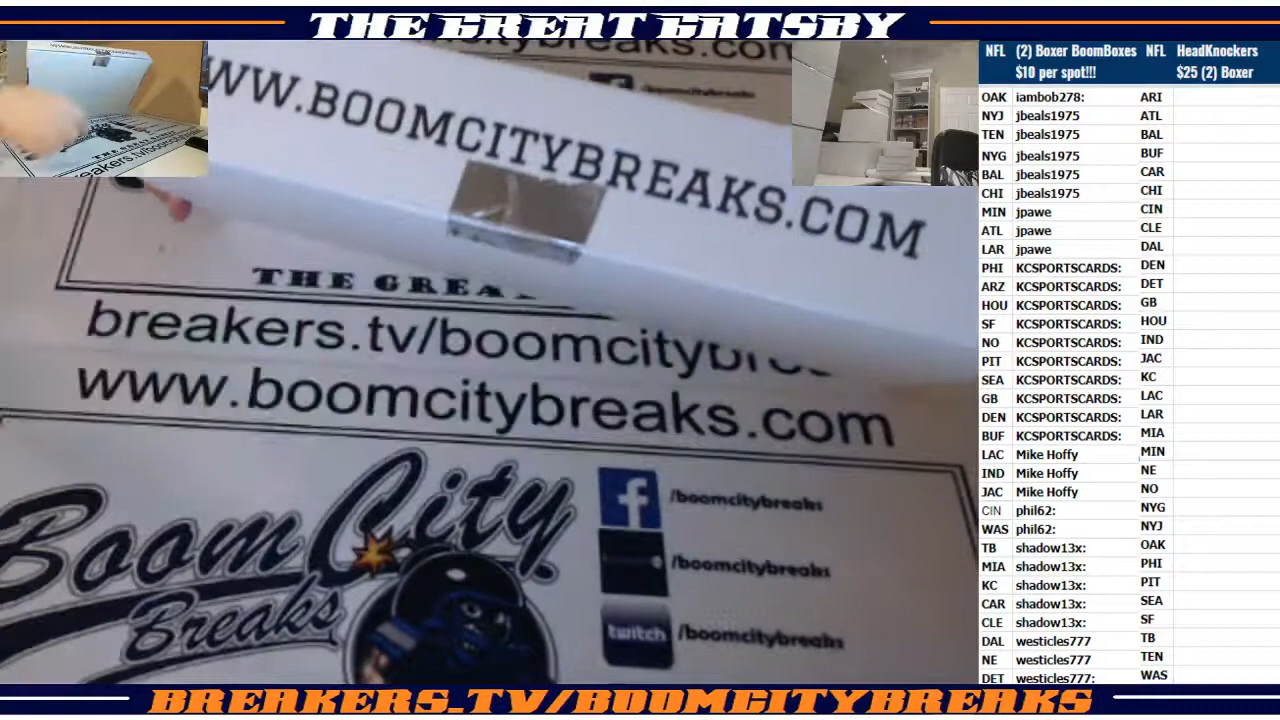 THE GREAT GATSBY
WWW.BOOMCITYBREAKS.COM
/boomcitybreaks
THE GREA
breakers.tv/boomcitybre
www.boomcitybreaks.com
Boom City
Breaks
/boomcitybreaks
/boomcitybreaks
twitch /boomcitybreaks
NFL (2) Boxer BoomBoxes NFL HeadKnockers
$10 per spot!!! $25 (2) Boxer
OAK iambob278: ARI
NYJ jbeals1975 ATL
TEN jbeals1975 BAL
NYG jbeals1975 BUF
BAL jbeals1975 CAR
CHI jbeals1975 CHI
MIN jpawe CIN
ATL jpawe CLE
LAR jpawe DAL
PHI KCSPORTSCARDS: DEN
ARZ KCSPORTSCARDS: DET
HOU KCSPORTSCARDS: GB
SF KCSPORTSCARDS: HOU
NO KCSPORTSCARDS: IND
PIT KCSPORTSCARDS: JAC
SEA KCSPORTSCARDS: KC
GB KCSPORTSCARDS: LAC
DEN KCSPORTSCARDS: LAR
BUF KCSPORTSCARDS: MIA
LAC Mike Hoffy MIN
IND Mike Hoffy NE
JAC Mike Hoffy NO
CIN phil62: NYG
WAS phil62: NYJ
TB shadow13x: OAK
MIA shadow13x: PHI
KC shadow13x: PIT
CAR shadow13x: SEA
CLE shadow13x: SF
DAL westicles777 TB
NE westicles777 TEN
DET westicles777: WAS
BREAKERS.TV/BOOMCITYBREAKS